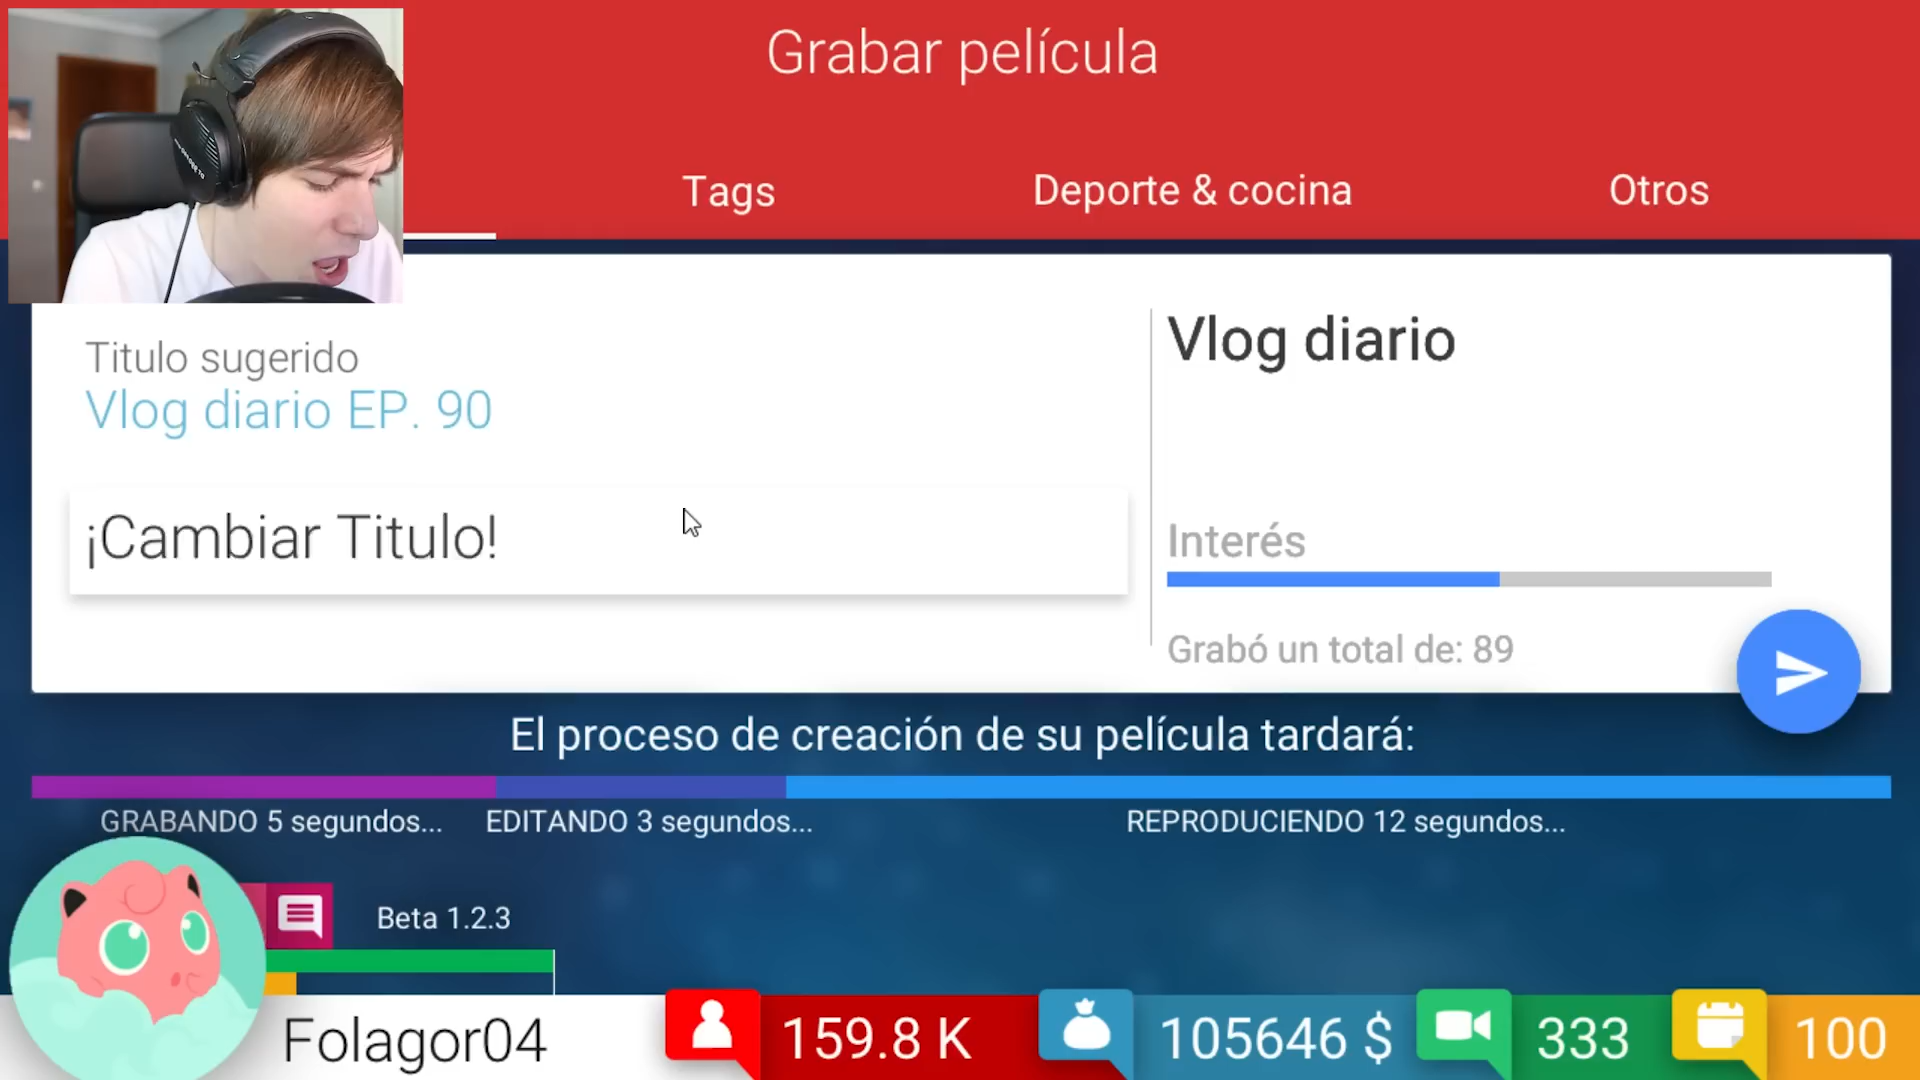 Grabar película
Tags
Deporte & cocina
Otros
Titulo sugerido
Vlog diario EP. 90
¡Cambiar Titulo!
Vlog diario
Interés
Grabó un total de: 89
El proceso de creación de su película tardará:
GRABANDO 5 segundos...
EDITANDO 3 segundos...
REPRODUCIENDO 12 segundos...
Beta 1.2.3
Folagor04
159.8 K
105646 $
333
100